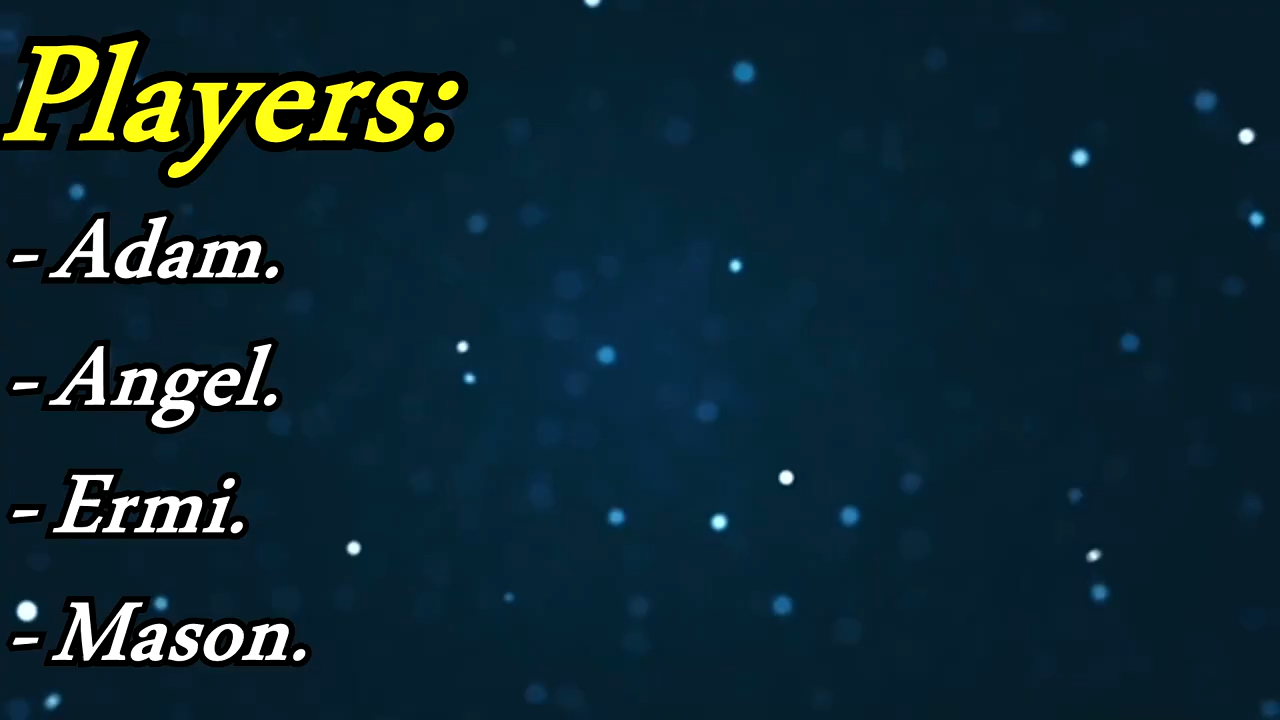 Players:
- Adam.
- Angel.
- Ermi.
- Mason.